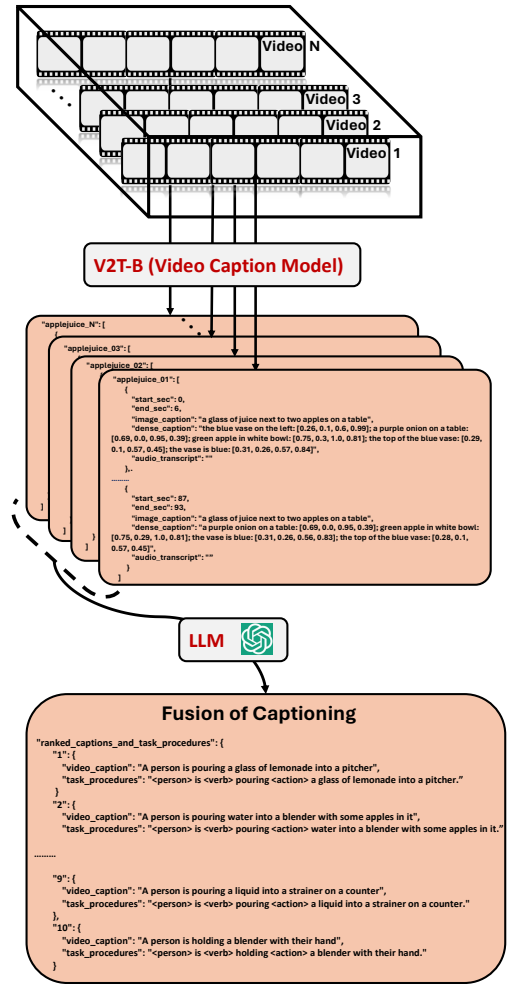 Video N
Video 3
Video 2
Video 1
V2T-B (Video Caption Model)
"applejuice_N": [
{
"applejuice_03": [
"applejuice_02": [
"applejuice_01": [
{
"start_sec": 0,
"end_sec": 6,
"image_caption": "a glass of juice next to two apples on a table",
"dense_caption": "the blue vase on the left: [0.26, 0.1, 0.6, 0.99]; a purple onion on a table:
[0.69, 0.0, 0.95, 0.39]; green apple in white bowl: [0.75, 0.3, 1.0, 0.81]; the top of the blue vase: [0.29,
0.1, 0.57, 0.45]; the vase is blue: [0.31, 0.26, 0.57, 0.84]",
"audio_transcript": ""
},.
.........
{
"start_sec": 87,
"end_sec": 93,
"image_caption": "a glass of juice next to two apples on a table",
"dense_caption": "a purple onion on a table: [0.69, 0.0, 0.95, 0.39]; green apple in white bowl:
[0.75, 0.29, 1.0, 0.81]; the vase is blue: [0.31, 0.26, 0.56, 0.83]; the top of the blue vase: [0.28, 0.1,
0.57, 0.45]",
"audio_transcript": ""
}
]
]
}
]
LLM
Fusion of Captioning
"ranked_captions_and_task_procedures": {
"1": {
"video_caption": "A person is pouring a glass of lemonade into a pitcher",
"task_procedures": "<person> is <verb> pouring <action> a glass of lemonade into a pitcher.”
}
"2": {
"video_caption": "A person is pouring water into a blender with some apples in it",
"task_procedures": "<person> is <verb> pouring <action> water into a blender with some apples in it.”
.........
"9": {
"video_caption": "A person is pouring a liquid into a strainer on a counter",
"task_procedures": "<person> is <verb> pouring <action> a liquid into a strainer on a counter."
},
"10": {
"video_caption": "A person is holding a blender with their hand",
"task_procedures": "<person> is <verb> holding <action> a blender with their hand."
}